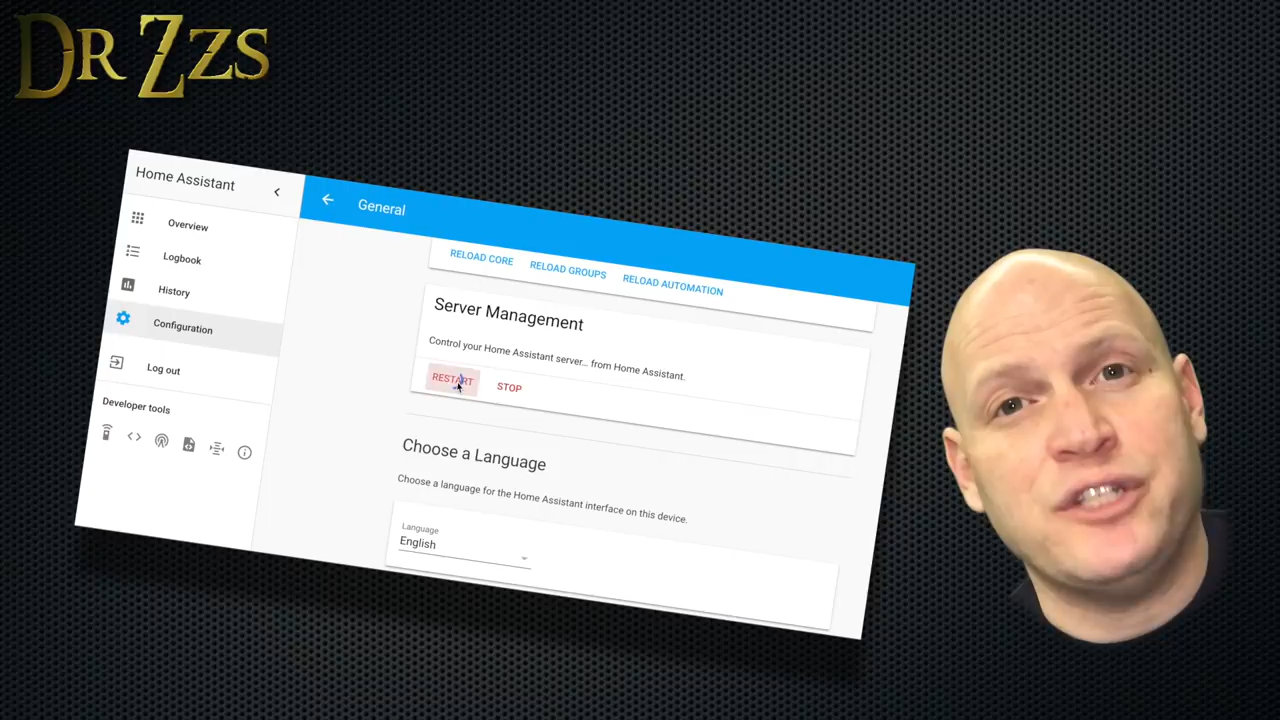 DR ZZS
Home Assistant
General
Overview
Logbook
History
Configuration
Log out
Developer tools
RELOAD CORE
RELOAD GROUPS
RELOAD AUTOMATION
Server Management
Control your Home Assistant server... from Home Assistant.
RESTART
STOP
Choose a Language
Choose a language for the Home Assistant interface on this device.
Language
English